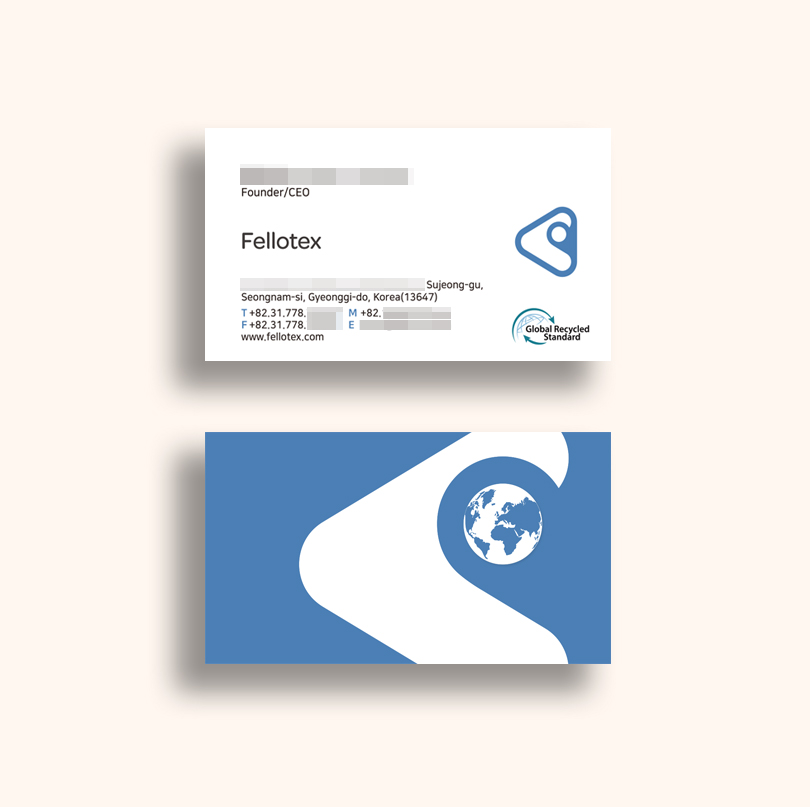 Founder/CEO
Fellotex
Sujeong-gu,
Seongnam-si, Gyeonggi-do, Korea(13647)
T +82.31.778. M +82.
F +82.31.778. E
www.fellotex.com
Global Recycled
Standard